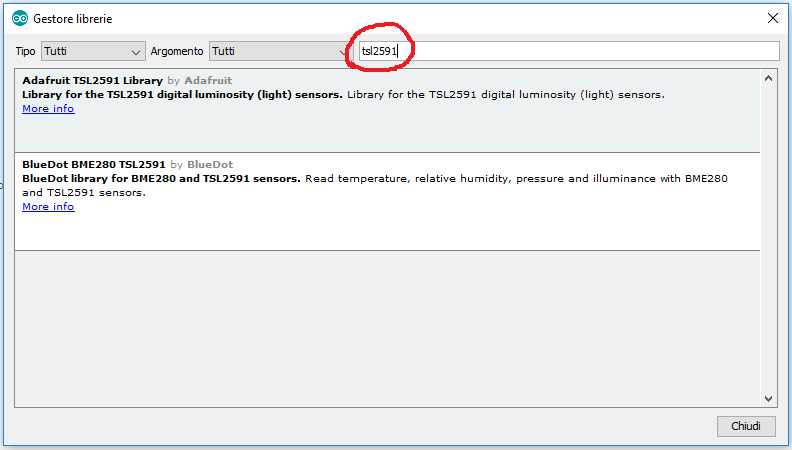 Gestore librerie
Tipo Tutti Argomento Tutti tsl2591
Adafruit TSL2591 Library by Adafruit
Library for the TSL2591 digital luminosity (light) sensors. Library for the TSL2591 digital luminosity (light) sensors.
More info
BlueDot BME280 TSL2591 by BlueDot
BlueDot library for BME280 and TSL2591 sensors. Read temperature, relative humidity, pressure and illuminance with BME280
and TSL2591 sensors.
More info
Chiudi